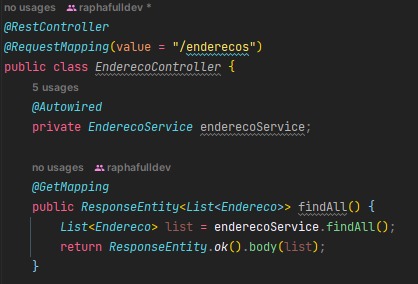 no usages raphafulldev *
@RestController
@RequestMapping(value = "/enderecos")
public class EnderecoController {
5 usages
@Autowired
private EnderecoService enderecoService;
no usages raphafulldev
@GetMapping
public ResponseEntity<List<Endereco>> findAll() {
List<Endereco> list = enderecoService.findAll();
return ResponseEntity.ok().body(list);
}